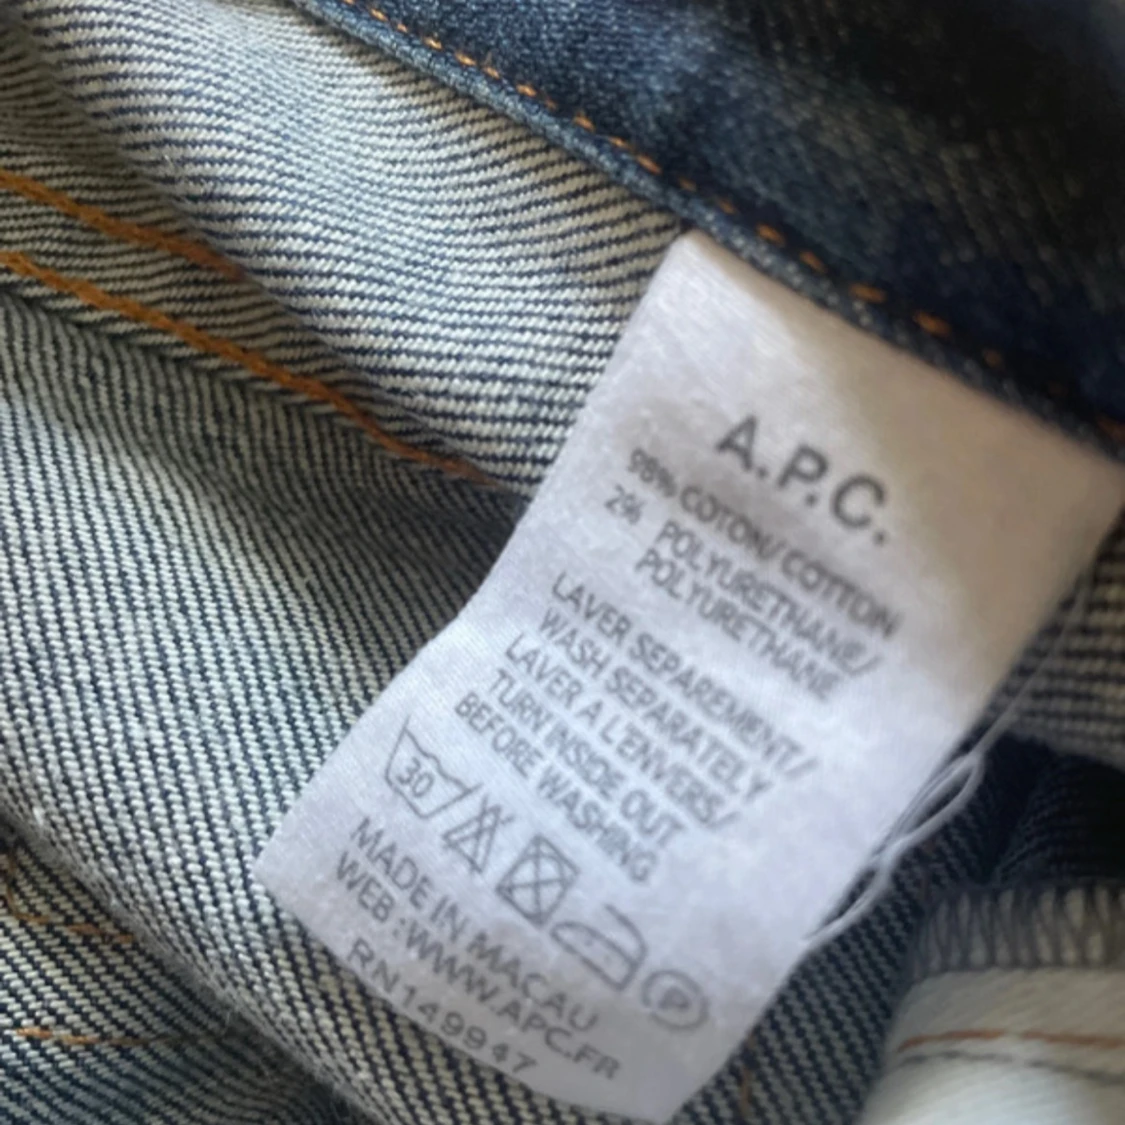 A.P.C.
98% COTON/COTTON
2% POLYURETHANE/
POLYURETHANE
LAVER SEPAREMENT/
WASH SEPARATELY
LAVER A L'ENVERS/
TURN INSIDE OUT
BEFORE WASHING
30 P
MADE IN MACAU
WEB : WWW.APC.FR
RN149947